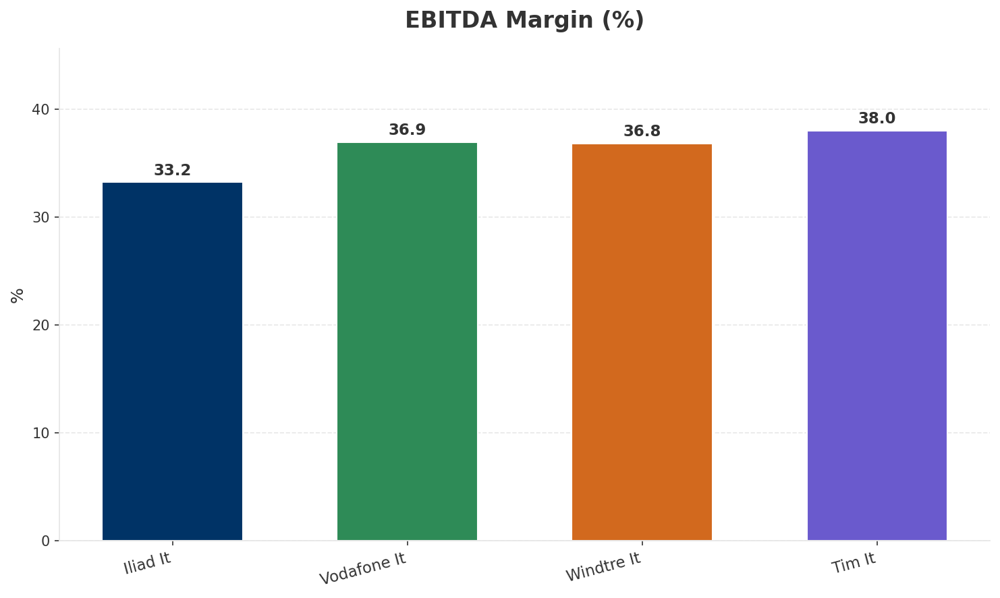 EBITDA Margin (%)
%
40
30
20
10
0
33.2
36.9
36.8
38.0
Iliad It
Vodafone It
Windtre It
Tim It